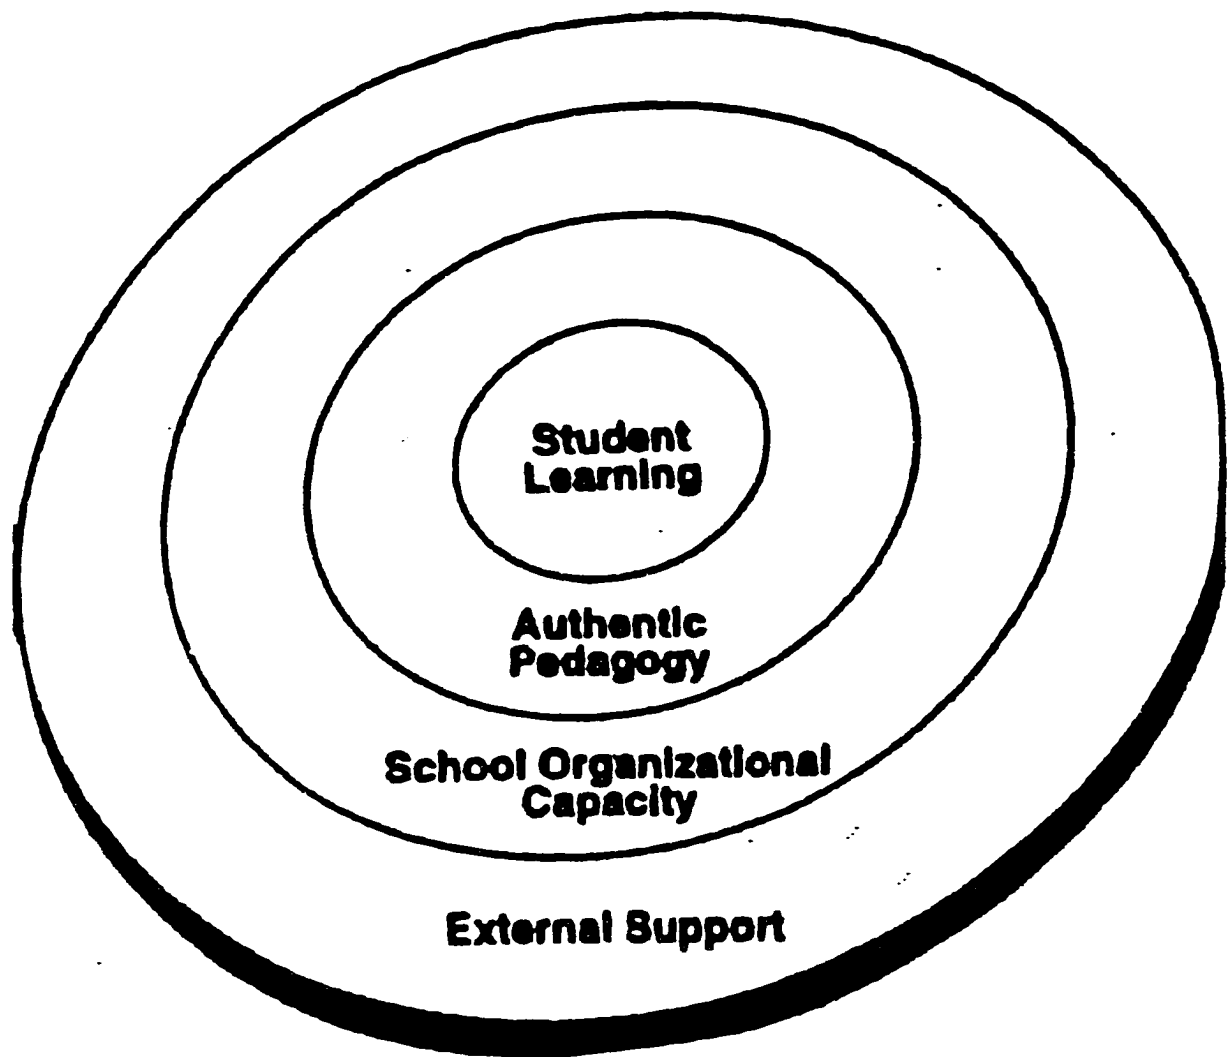 Student
Learning
Authentic
Pedagogy
School Organizational
Capacity
External Support